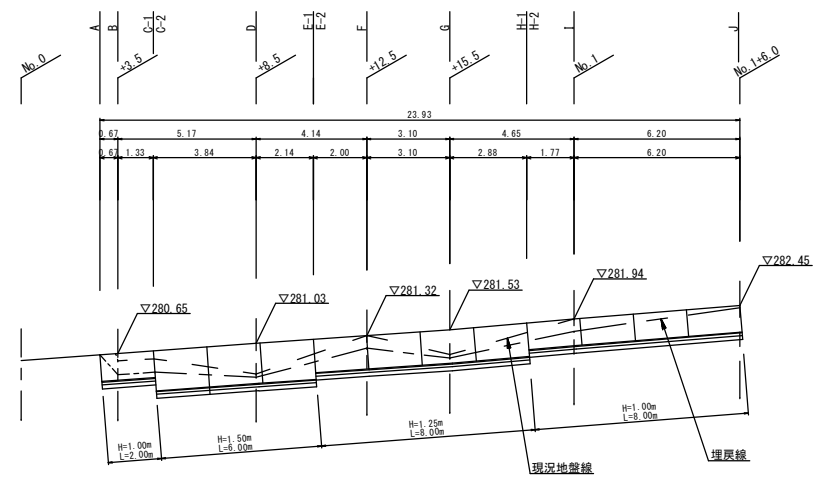 A
B
C-1
C-2
D
E-1
E-2
F
G
H-1
H-2
I
J
No.0
+3.5
+8.5
+12.5
+15.5
No.1
No.1+6.0
23.93
0.67
5.17
4.14
3.10
4.65
6.20
0.67
1.33
3.84
2.14
2.00
3.10
2.88
1.77
6.20
▽280.65
▽281.03
▽281.32
▽281.53
▽281.94
▽282.45
H=1.00m
L=2.00m
H=1.50m
L=6.00m
H=1.25m
L=8.00m
H=1.00m
L=8.00m
現況地盤線
埋戻線